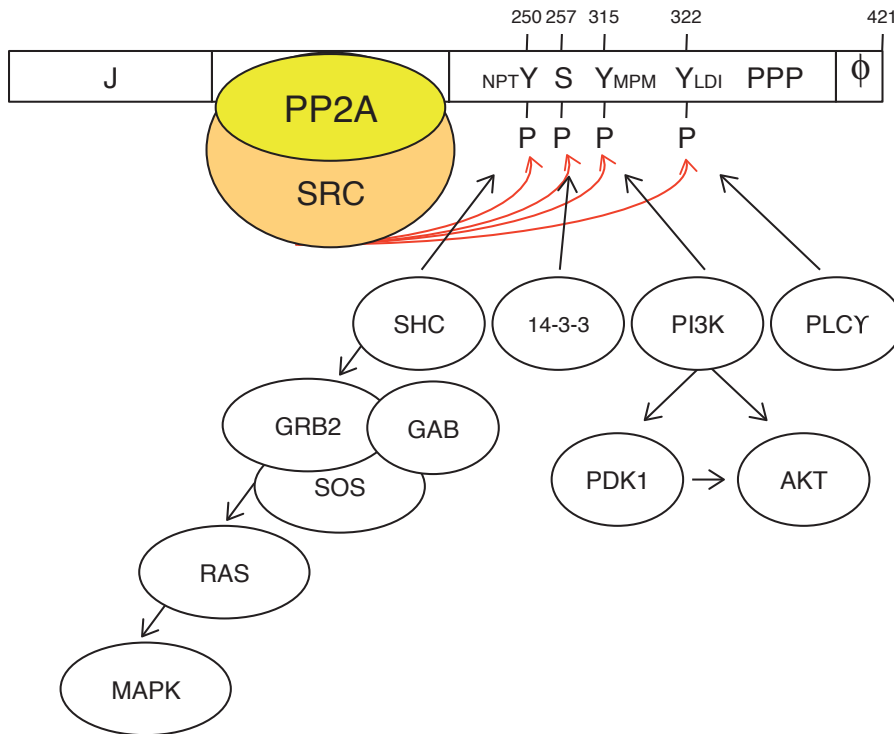 250 257 315 322 421
J NPTY S YMPM YLDI PPP ϕ
PP2A
P P P P
SRC
SHC 14-3-3 PI3K PLCϒ
GRB2 GAB
SOS PDK1 AKT
RAS
MAPK